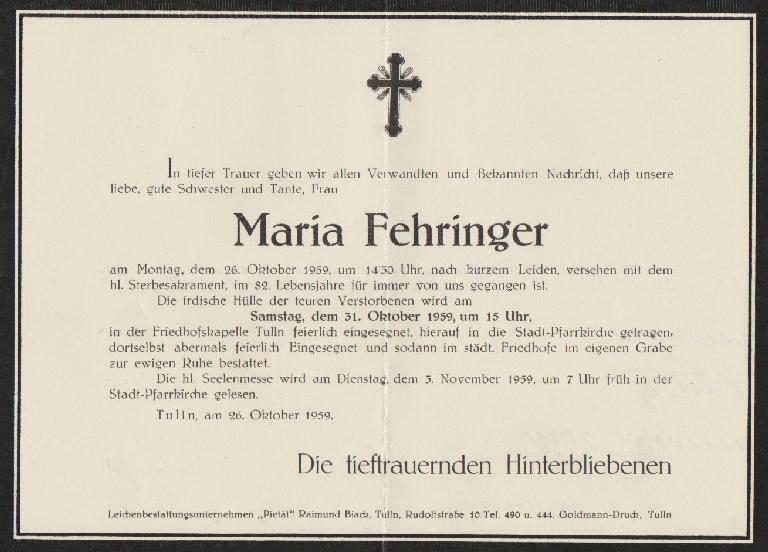 In tiefer Trauer geben wir allen Verwandten und Bekannten Nachricht, daß unsere
liebe, gute Schwester und Tante, Frau
Maria Fehringer
am Montag, dem 26. Oktober 1959, um 14'30 Uhr, nach kurzem Leiden, versehen mit dem
hl. Sterbesakrament, im 82. Lebensjahre für immer von uns gegangen ist.
Die irdische Hülle der teuren Verstorbenen wird am
Samstag, dem 31. Oktober 1959, um 15 Uhr,
in der Friedhofskapelle Tulln feierlich eingesegnet, hierauf in die Stadt-Pfarrkirche getragen,
dortselbst abermals feierlich Eingesegnet und sodann im städt. Friedhofe im eigenen Grabe
zur ewigen Ruhe bestattet.
Die hl. Seelenmesse wird am Dienstag, dem 3. November 1959, um 7 Uhr früh in der
Stadt-Pfarrkirche gelesen.
Tulln, am 26. Oktober 1959.
Die tieftrauernden Hinterbliebenen
Leichenbestattungsunternehmen „Pietät" Raimund Biack, Tulln, Rudolfstraße 10 Tel. 490 u. 444. Goldmann-Druck, Tulln